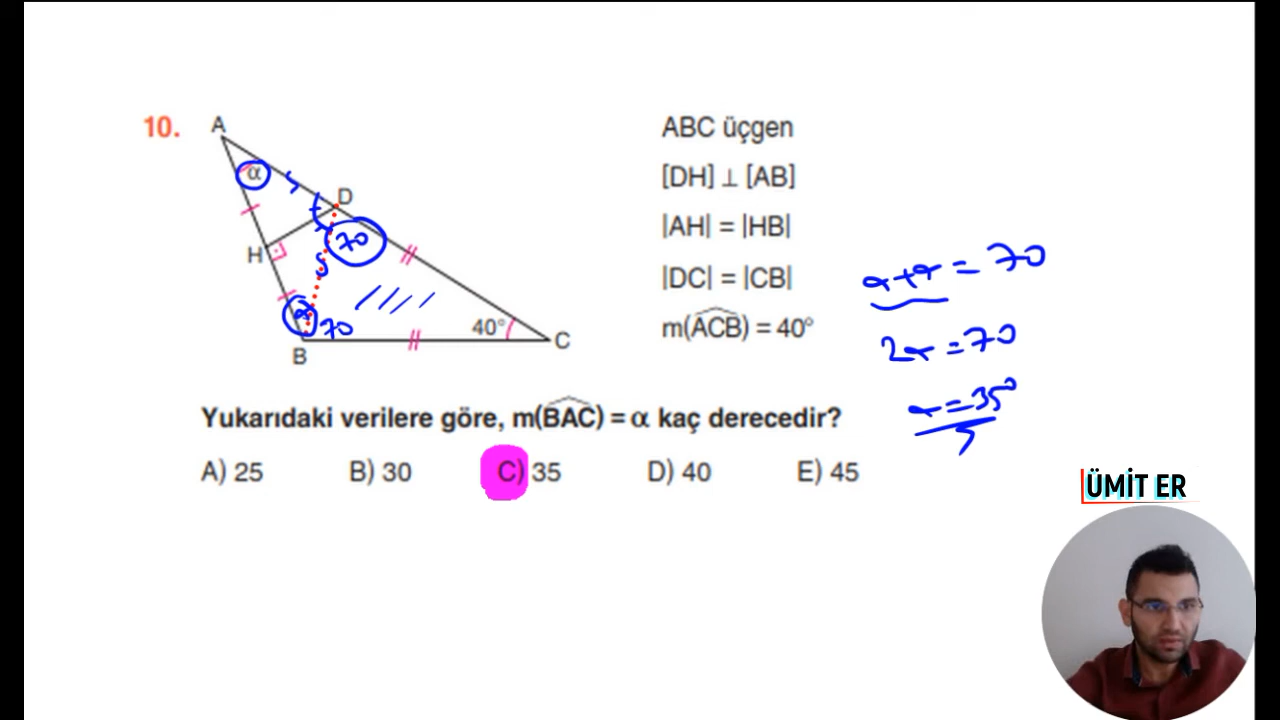 10.
A
α
D
70
H
α
70
B
40°
C
ABC üçgen
[DH] ⊥ [AB]
|AH| = |HB|
|DC| = |CB|
m(ACB) = 40°
α+α = 70
2α = 70
α = 35°
Yukarıdaki verilere göre, m(BAC) = α kaç derecedir?
A) 25 B) 30 C) 35 D) 40 E) 45
ÜMİT ER